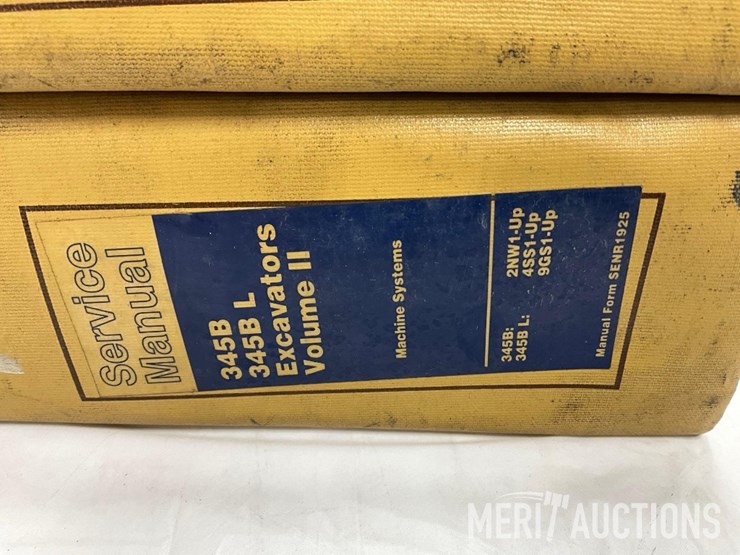 Service
Manual
345B
345B L
Excavators
Volume II
Machine Systems
345B: 2NW1-Up
345B L: 4SS1-Up
9GS1-Up
Manual Form SENR1925
MERIT AUCTIONS